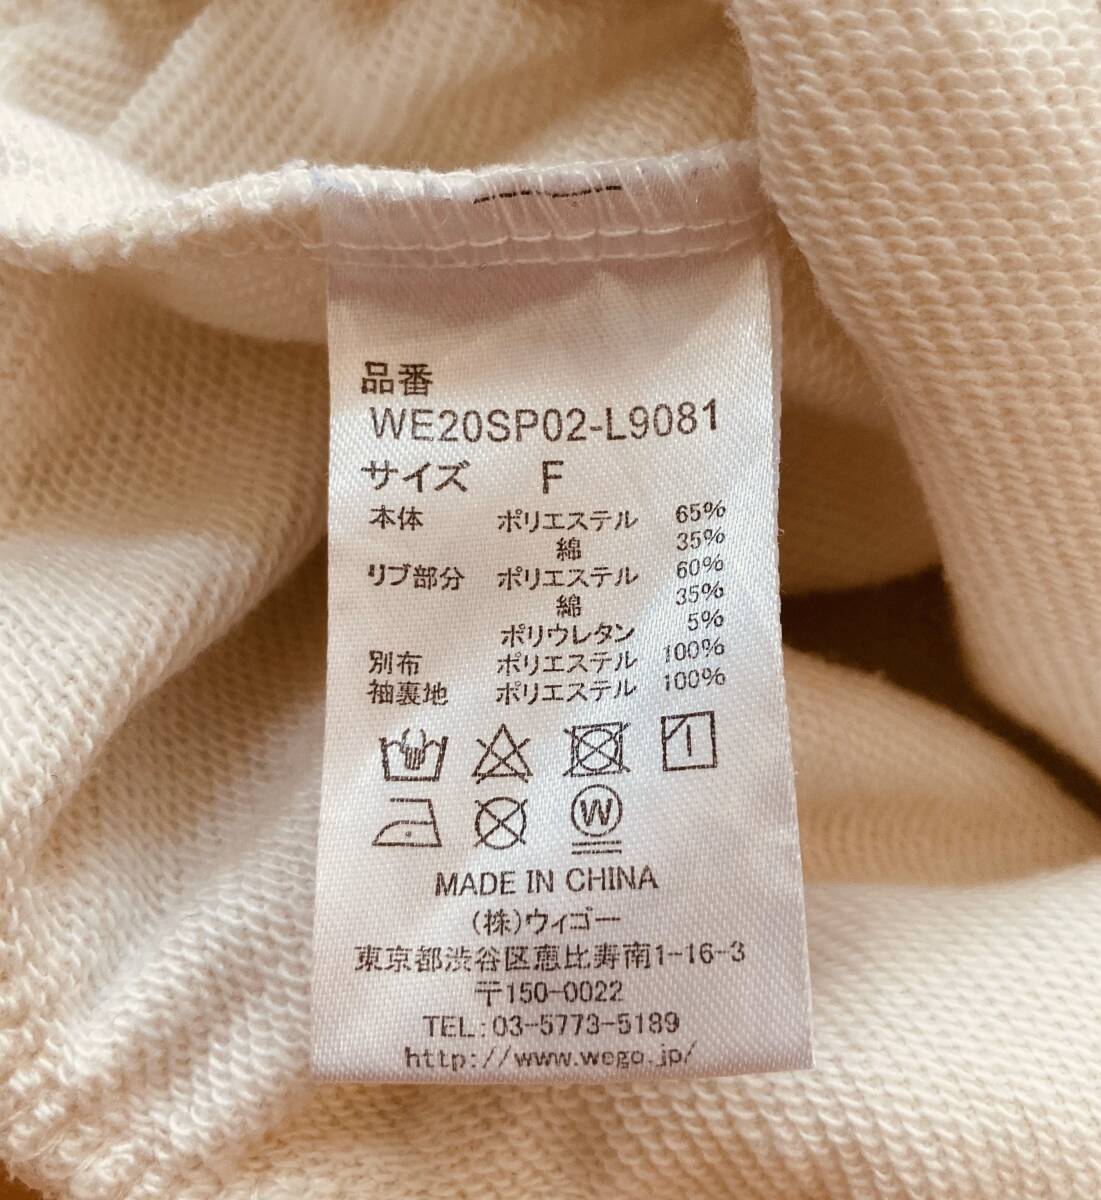 品番
WE20SP02-L9081
サイズ F
本体 ポリエステル 65%
綿 35%
リブ部分 ポリエステル 60%
綿 35%
ポリウレタン 5%
別布 ポリエステル 100%
袖裏地 ポリエステル 100%
W
MADE IN CHINA
(株)ウィゴー
東京都渋谷区恵比寿南1-16-3
〒150-0022
TEL:03-5773-5189
http://www.wego.jp/